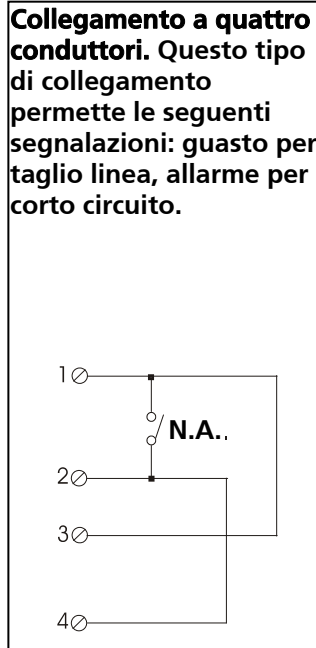 Collegamento a quattro
conduttori. Questo tipo
di collegamento
permette le seguenti
segnalazioni: guasto per
taglio linea, allarme per
corto circuito.
1
N.A.
2
3
4